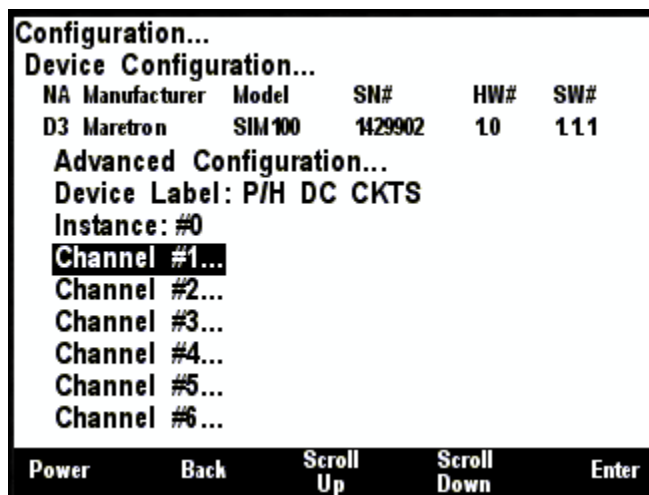 Configuration...
Device Configuration...
NA Manufacturer Model SN# HW# SW#
D3 Maretron SIM100 1429902 1.0 1.1.1
Advanced Configuration...
Device Label: P/H DC CKTS
Instance: #0
Channel #1...
Channel #2...
Channel #3...
Channel #4...
Channel #5...
Channel #6...
Power Back Scroll Up Scroll Down Enter